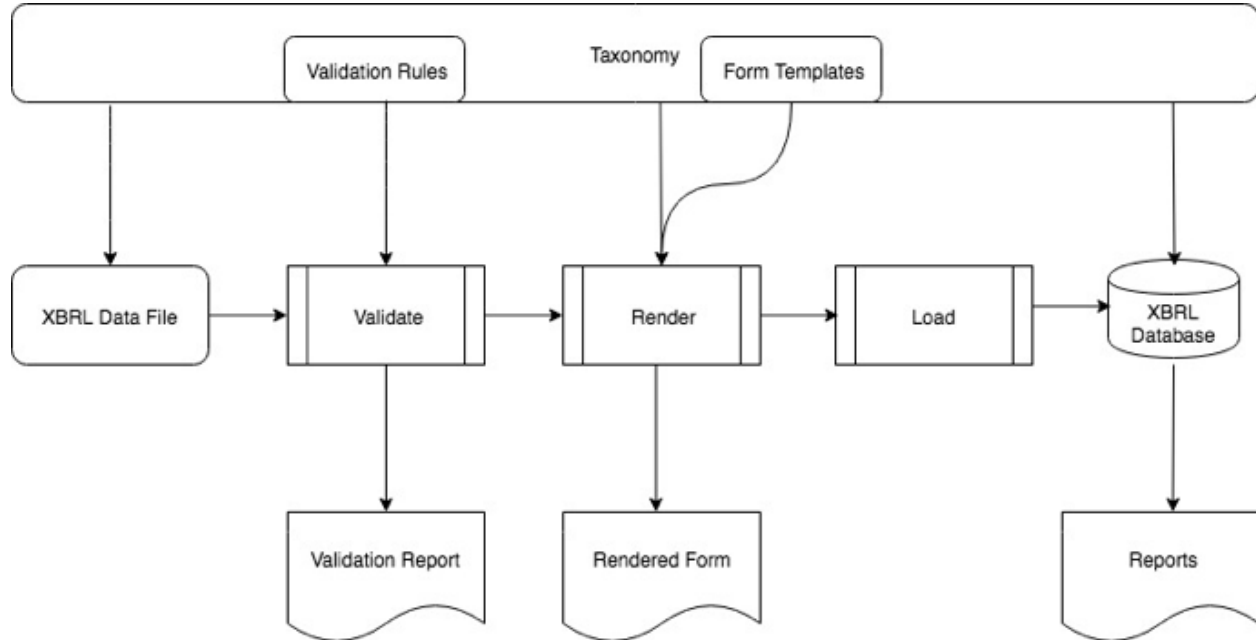 Taxonomy
Validation Rules
Form Templates
XBRL Data File
Validate
Render
Load
XBRL
Database
Validation Report
Rendered Form
Reports